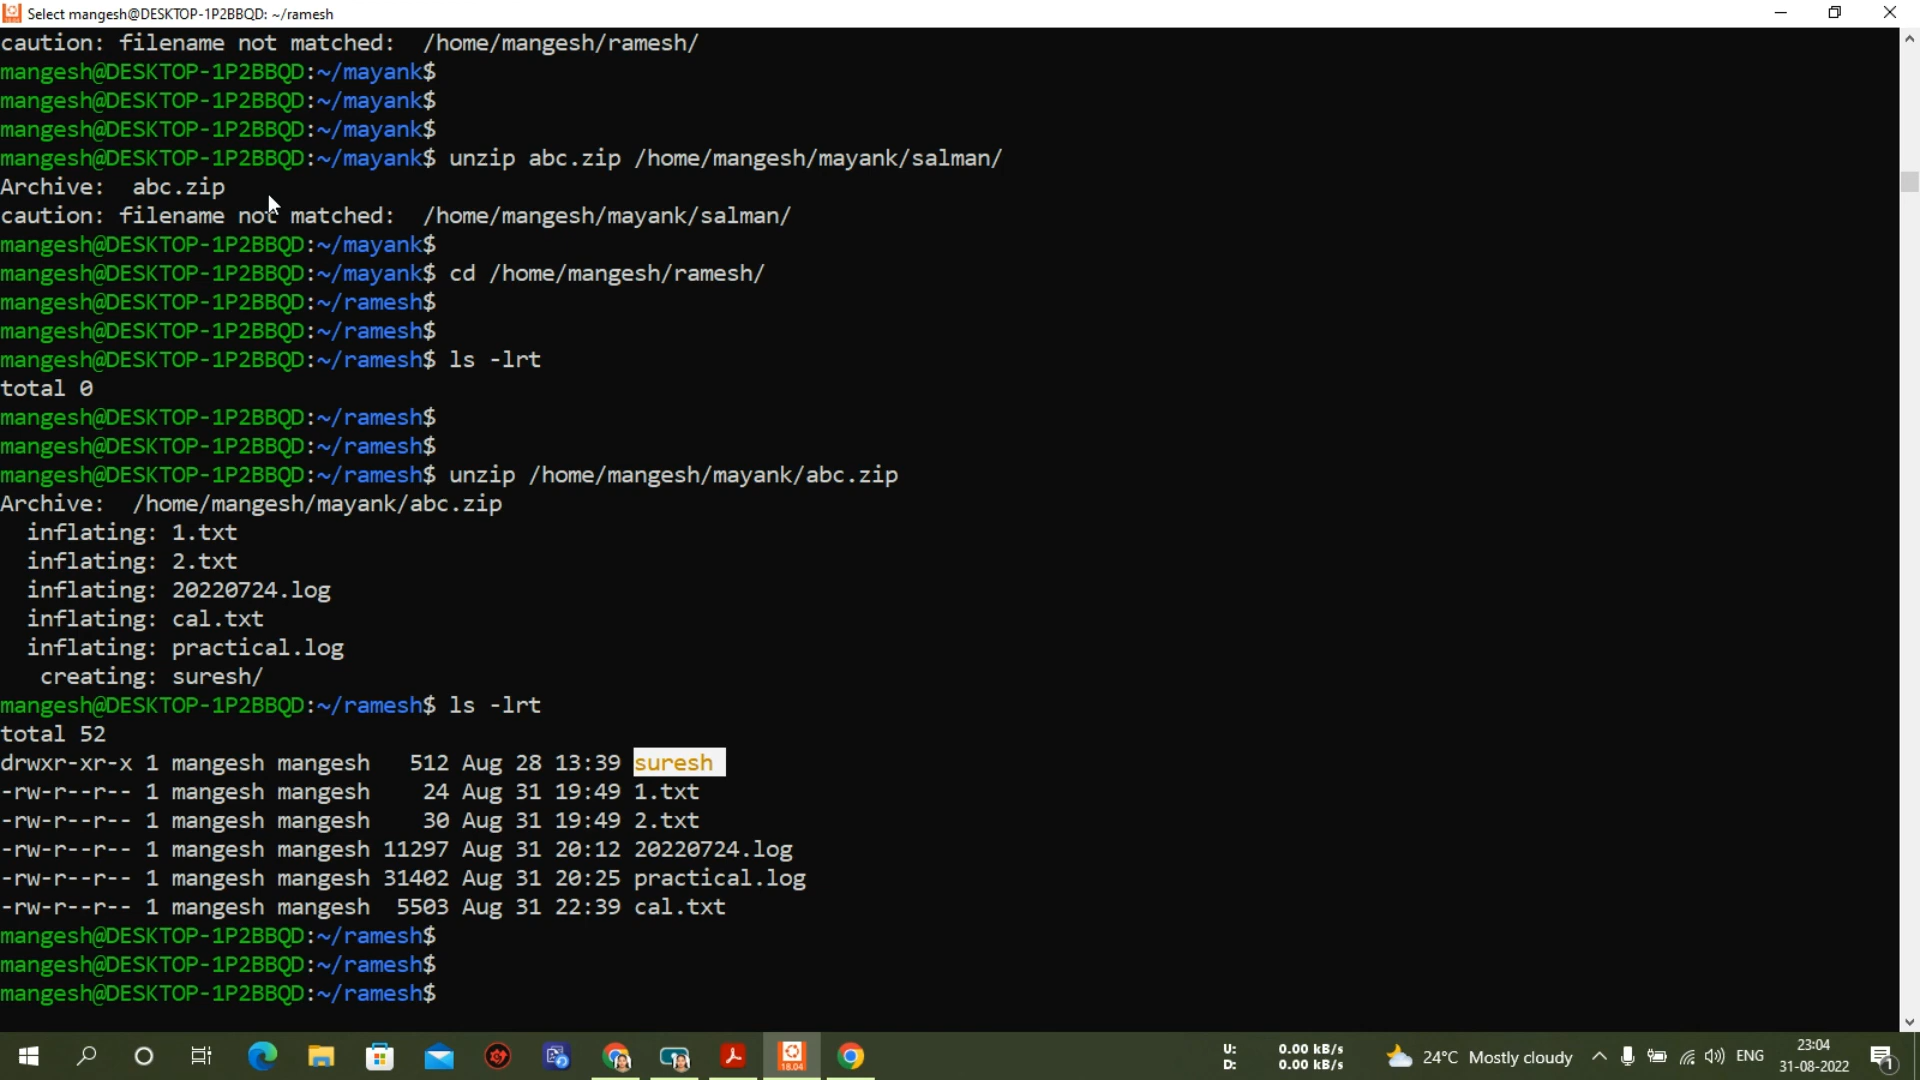 Select mangesh@DESKTOP-1P2BBQD: ~/ramesh
caution: filename not matched:  /home/mangesh/ramesh/
mangesh@DESKTOP-1P2BBQD:~/mayank$
mangesh@DESKTOP-1P2BBQD:~/mayank$
mangesh@DESKTOP-1P2BBQD:~/mayank$
mangesh@DESKTOP-1P2BBQD:~/mayank$ unzip abc.zip /home/mangesh/mayank/salman/
Archive:  abc.zip
caution: filename not matched:  /home/mangesh/mayank/salman/
mangesh@DESKTOP-1P2BBQD:~/mayank$
mangesh@DESKTOP-1P2BBQD:~/mayank$ cd /home/mangesh/ramesh/
mangesh@DESKTOP-1P2BBQD:~/ramesh$
mangesh@DESKTOP-1P2BBQD:~/ramesh$
mangesh@DESKTOP-1P2BBQD:~/ramesh$ ls -lrt
total 0
mangesh@DESKTOP-1P2BBQD:~/ramesh$
mangesh@DESKTOP-1P2BBQD:~/ramesh$
mangesh@DESKTOP-1P2BBQD:~/ramesh$ unzip /home/mangesh/mayank/abc.zip
Archive:  /home/mangesh/mayank/abc.zip
  inflating: 1.txt
  inflating: 2.txt
  inflating: 20220724.log
  inflating: cal.txt
  inflating: practical.log
   creating: suresh/
mangesh@DESKTOP-1P2BBQD:~/ramesh$ ls -lrt
total 52
drwxr-xr-x 1 mangesh mangesh   512 Aug 28 13:39 suresh
-rw-r--r-- 1 mangesh mangesh    24 Aug 31 19:49 1.txt
-rw-r--r-- 1 mangesh mangesh    30 Aug 31 19:49 2.txt
-rw-r--r-- 1 mangesh mangesh 11297 Aug 31 20:12 20220724.log
-rw-r--r-- 1 mangesh mangesh 31402 Aug 31 20:25 practical.log
-rw-r--r-- 1 mangesh mangesh  5503 Aug 31 22:39 cal.txt
mangesh@DESKTOP-1P2BBQD:~/ramesh$
mangesh@DESKTOP-1P2BBQD:~/ramesh$
mangesh@DESKTOP-1P2BBQD:~/ramesh$
18.04
U: 0.00 kB/s
D: 0.00 kB/s
24°C Mostly cloudy
ENG
23:04
31-08-2022
1